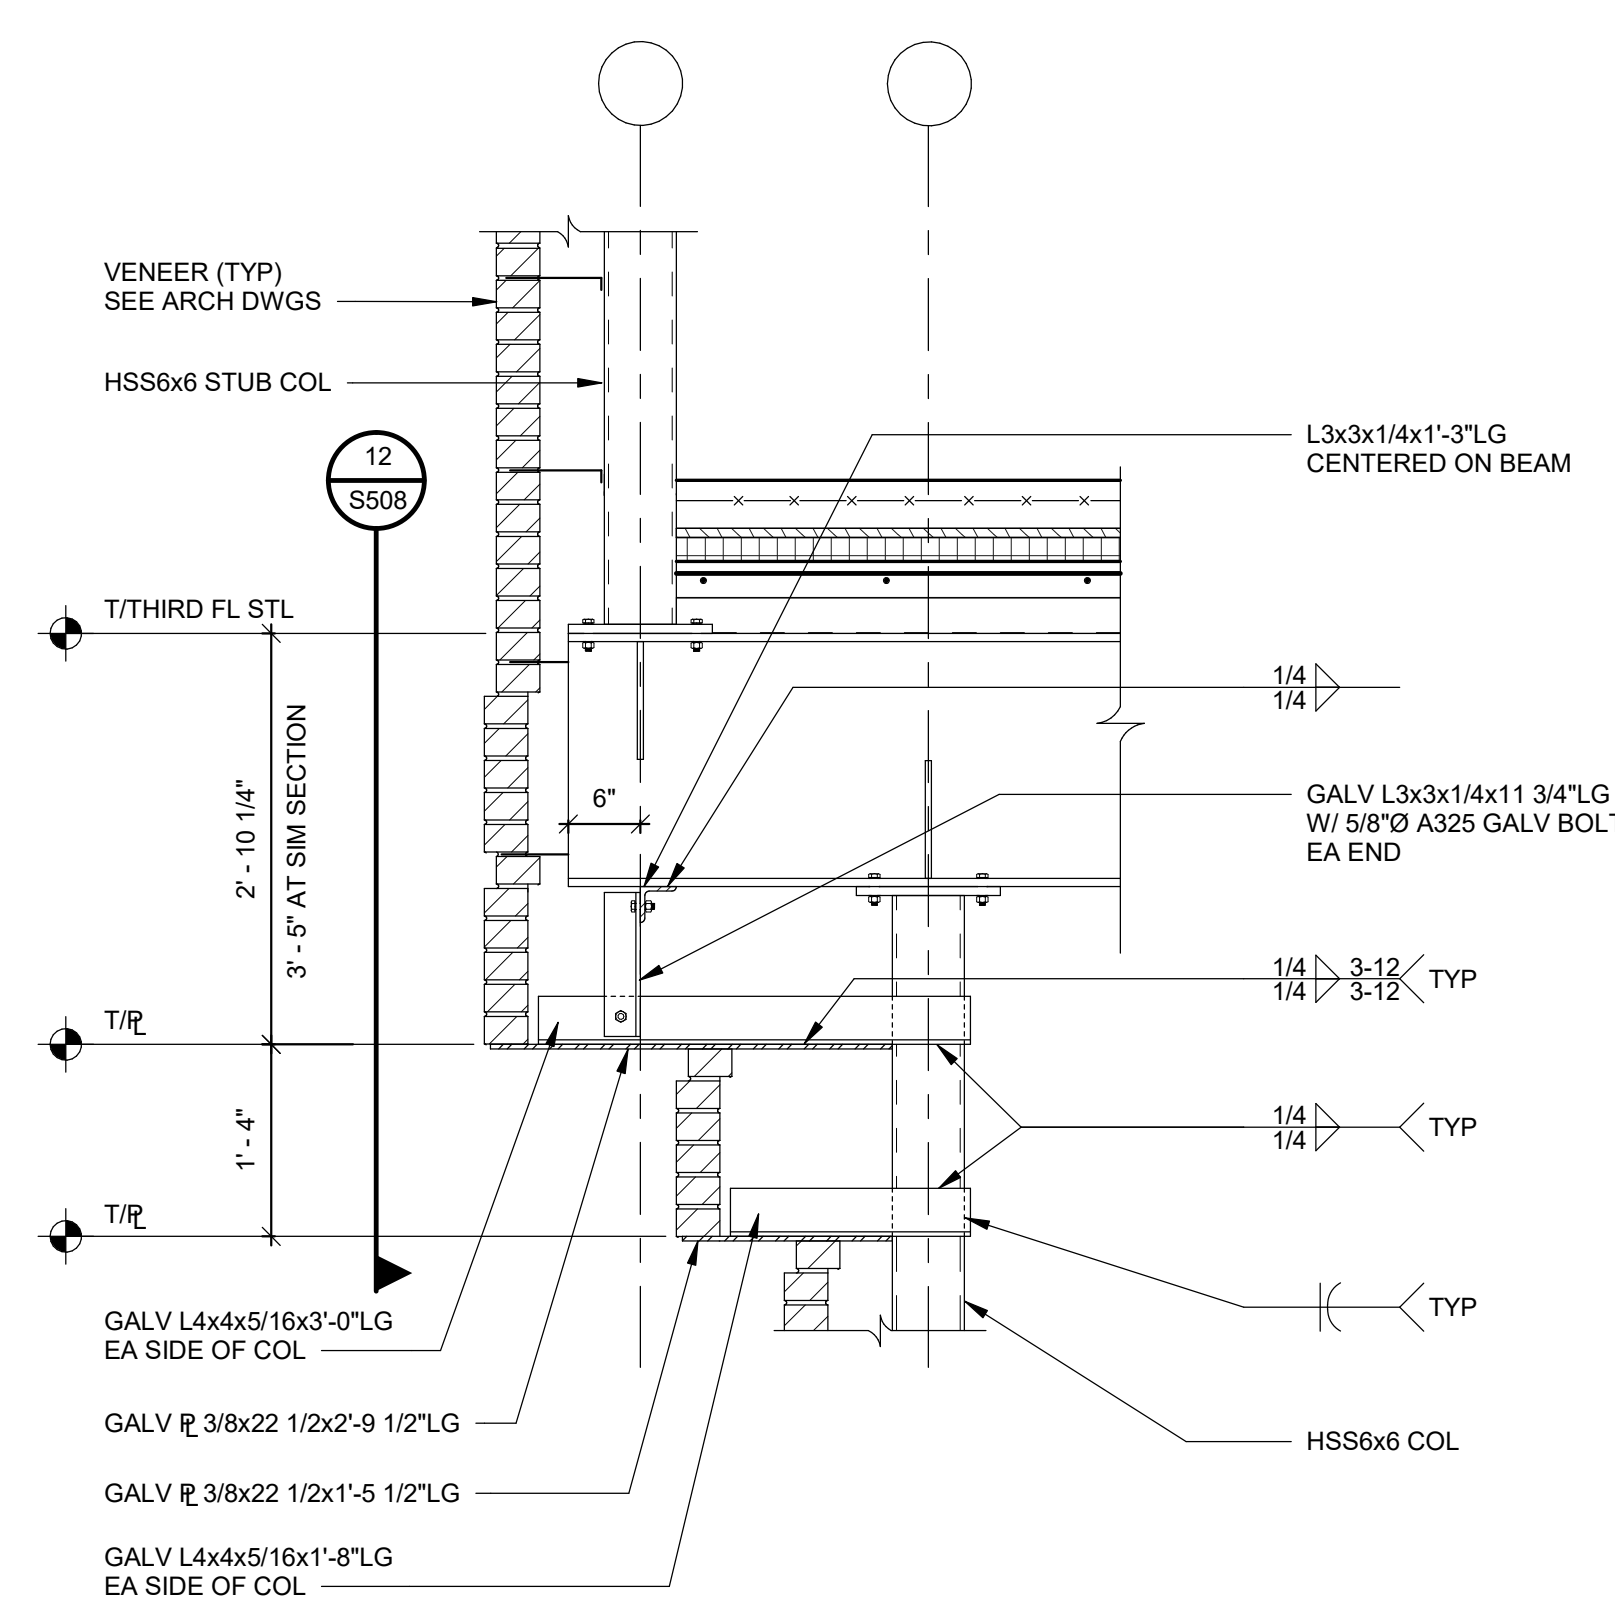 VENEER (TYP)
SEE ARCH DWGS
HSS6x6 STUB COL
12
S508
L3x3x1/4x1'-3"LG
CENTERED ON BEAM
T/THIRD FL STL
1/4
1/4
2' - 10 1/4"
3' - 5" AT SIM SECTION
6"
GALV L3x3x1/4x11 3/4"LG
W/ 5/8"Ø A325 GALV BOLT
EA END
1/4 3-12
1/4 3-12
TYP
T/PL
1' - 4"
1/4
1/4
TYP
T/PL
TYP
GALV L4x4x5/16x3'-0"LG
EA SIDE OF COL
GALV PL 3/8x22 1/2x2'-9 1/2"LG
HSS6x6 COL
GALV PL 3/8x22 1/2x1'-5 1/2"LG
GALV L4x4x5/16x1'-8"LG
EA SIDE OF COL